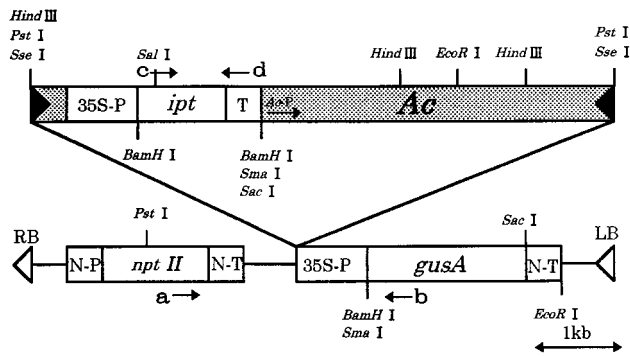 Hind III
Pst I
Sse I
Sal I
Hind III EcoR I Hind III
Pst I
Sse I
c d
35S-P ipt T Ac-P Ac
BamH I
BamH I
Sma I
Sac I
RB
Pst I
Sac I
LB
N-P npt II N-T 35S-P gusA N-T
a b
BamH I
Sma I
EcoR I
1kb